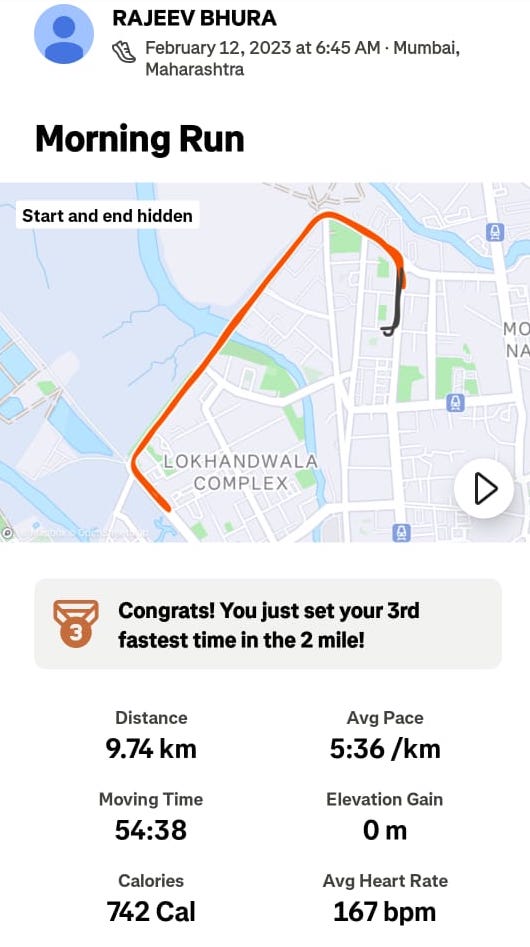 RAJEEV BHURA
February 12, 2023 at 6:45 AM · Mumbai,
Maharashtra
Morning Run
Start and end hidden
MO
NA
LOKHANDWALA
COMPLEX
Congrats! You just set your 3rd
fastest time in the 2 mile!
3
Distance
Avg Pace
9.74 km
5:36 /km
Moving Time
Elevation Gain
54:38
0 m
Calories
Avg Heart Rate
742 Cal
167 bpm